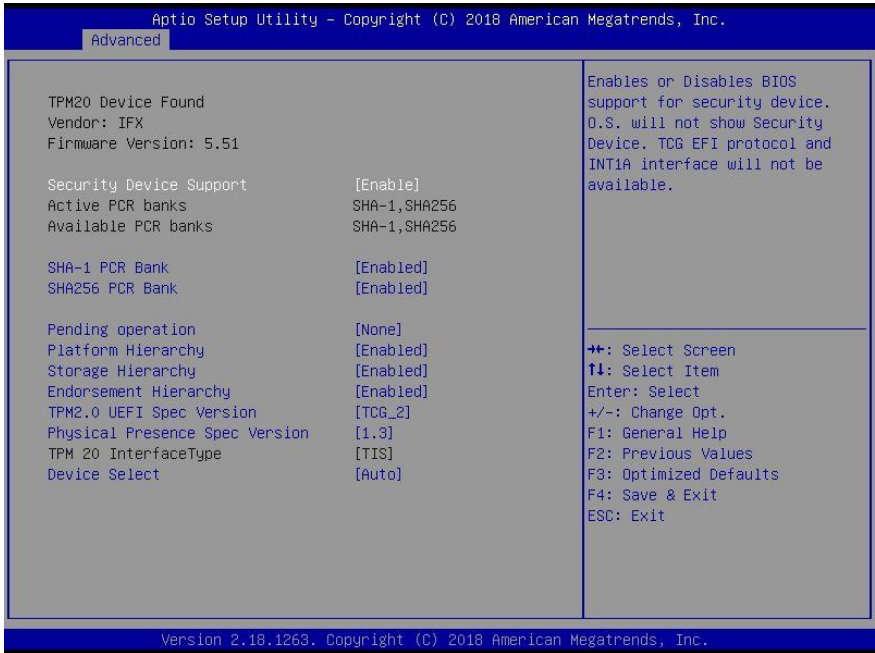 Aptio Setup Utility - Copyright (C) 2018 American Megatrends, Inc.
Advanced
TPM20 Device Found
Vendor: IFX
Firmware Version: 5.51
Security Device Support [Enable]
Active PCR banks SHA-1,SHA256
Available PCR banks SHA-1,SHA256
SHA-1 PCR Bank [Enabled]
SHA256 PCR Bank [Enabled]
Pending operation [None]
Platform Hierarchy [Enabled]
Storage Hierarchy [Enabled]
Endorsement Hierarchy [Enabled]
TPM2.0 UEFI Spec Version [TCG_2]
Physical Presence Spec Version [1.3]
TPM 20 InterfaceType [TIS]
Device Select [Auto]
Enables or Disables BIOS
support for security device.
O.S. will not show Security
Device. TCG EFI protocol and
INT1A interface will not be
available.
→←: Select Screen
↑↓: Select Item
Enter: Select
+/-: Change Opt.
F1: General Help
F2: Previous Values
F3: Optimized Defaults
F4: Save & Exit
ESC: Exit
Version 2.18.1263. Copyright (C) 2018 American Megatrends, Inc.